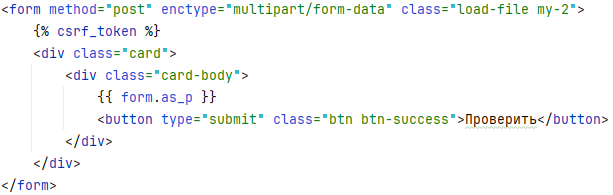 <form method="post" enctype="multipart/form-data" class="load-file my-2">
    {% csrf_token %}
    <div class="card">
        <div class="card-body">
            {{ form.as_p }}
            <button type="submit" class="btn btn-success">Проверить</button>
        </div>
    </div>
</form>